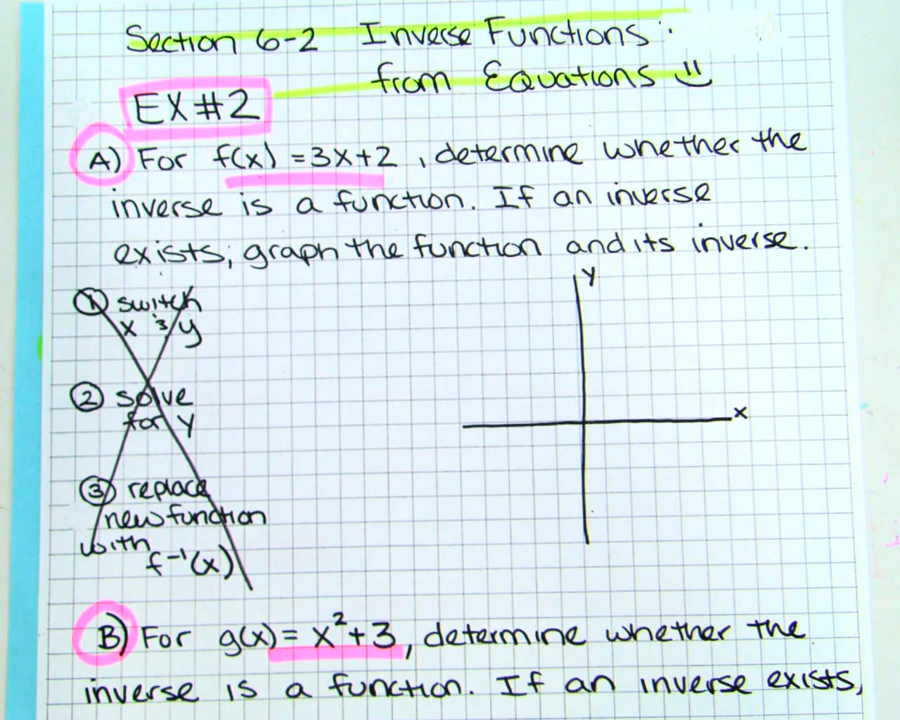 Section 6-2 Inverse Functions
from Equations
EX #2
A) For f(x) = 3x+2, determine whether the
inverse is a function. If an inverse
exists, graph the function and its inverse.
① switch
x & y
② solve
for y
③ replace
new function
with
f⁻¹(x)
y
x
B) For g(x) = x²+3, determine whether the
inverse is a function. If an inverse exists,